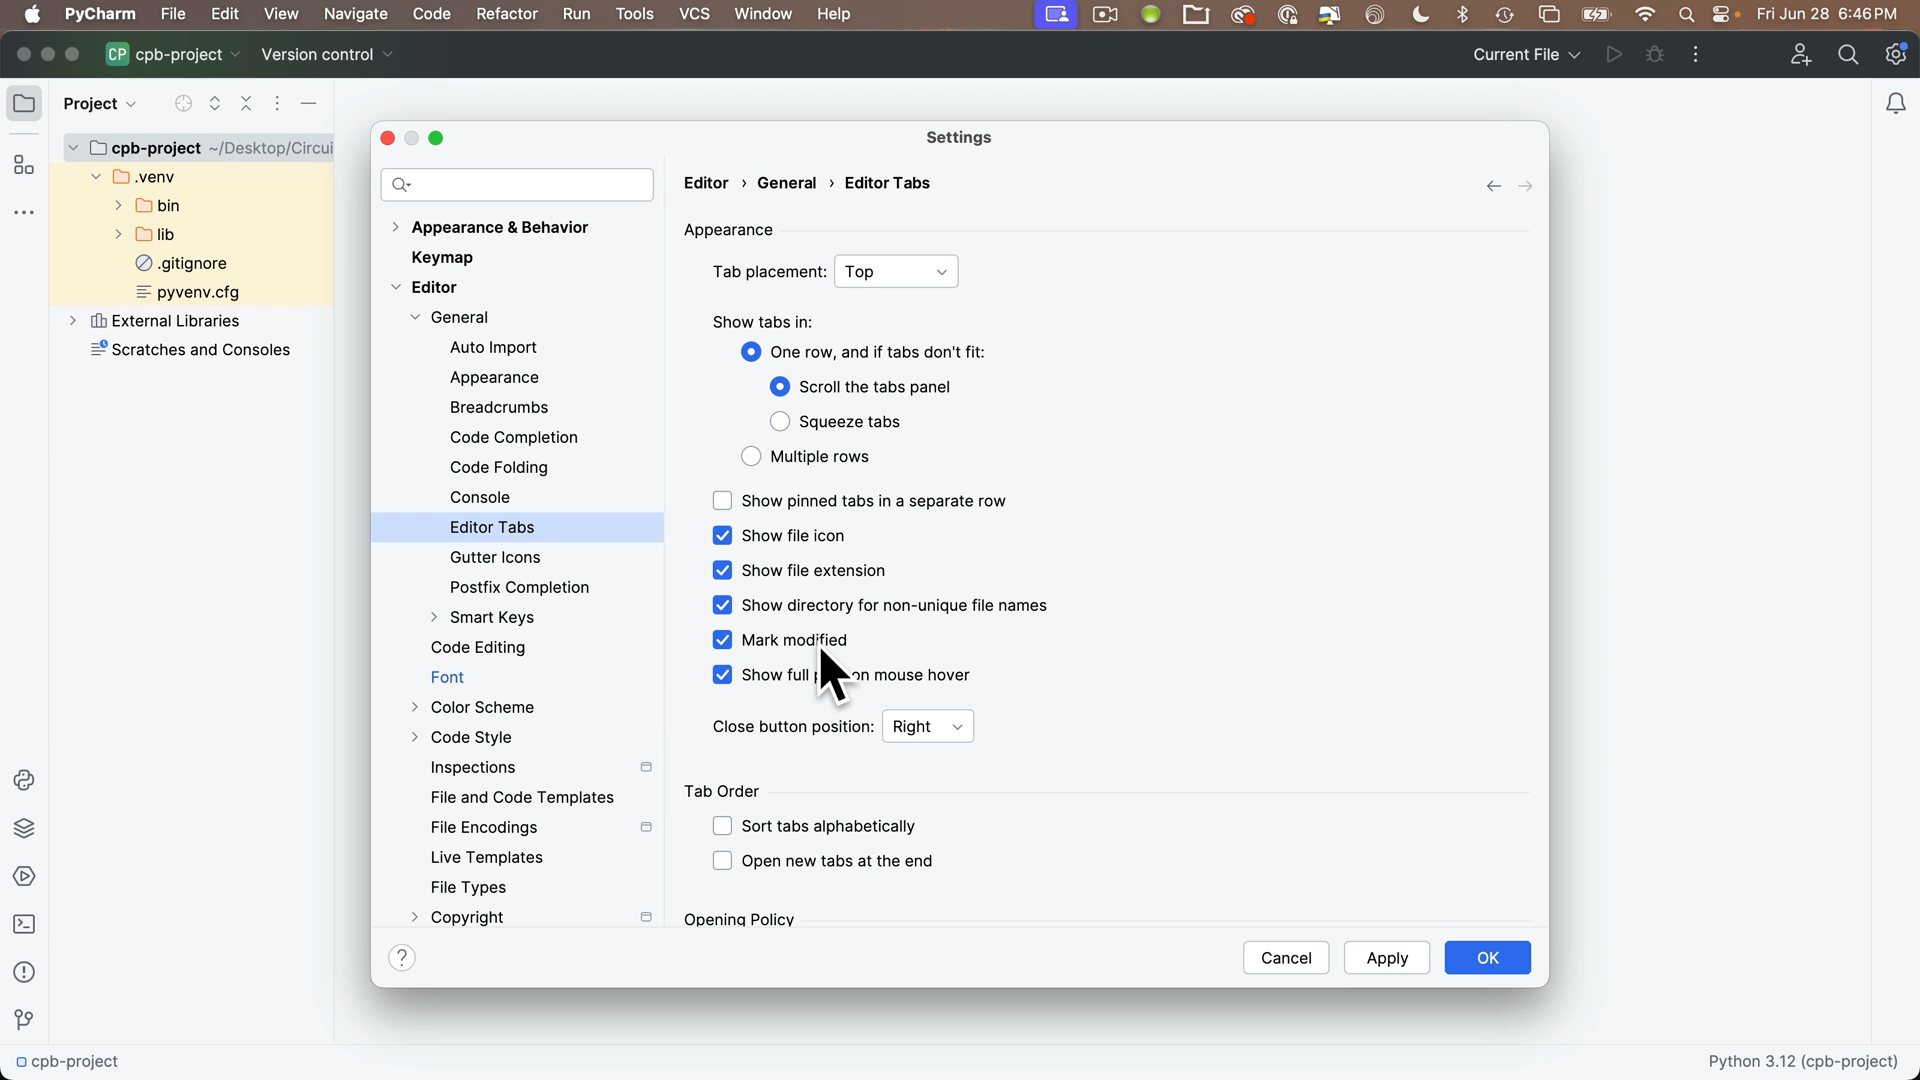 PyCharm File Edit View Navigate Code Refactor Run Tools VCS Window Help Fri Jun 28 6:46 PM
CP cpb-project Version control Current File
Project
cpb-project ~/Desktop/Circui
.venv
bin
lib
.gitignore
pyvenv.cfg
External Libraries
Scratches and Consoles
Settings
Appearance & Behavior
Keymap
Editor
General
Auto Import
Appearance
Breadcrumbs
Code Completion
Code Folding
Console
Editor Tabs
Gutter Icons
Postfix Completion
Smart Keys
Code Editing
Font
Color Scheme
Code Style
Inspections
File and Code Templates
File Encodings
Live Templates
File Types
Copyright
Editor › General › Editor Tabs
Appearance
Tab placement: Top
Show tabs in:
One row, and if tabs don't fit:
Scroll the tabs panel
Squeeze tabs
Multiple rows
Show pinned tabs in a separate row
Show file icon
Show file extension
Show directory for non-unique file names
Mark modified
Show full on mouse hover
Close button position: Right
Tab Order
Sort tabs alphabetically
Open new tabs at the end
Opening Policy
? Cancel Apply OK
cpb-project Python 3.12 (cpb-project)